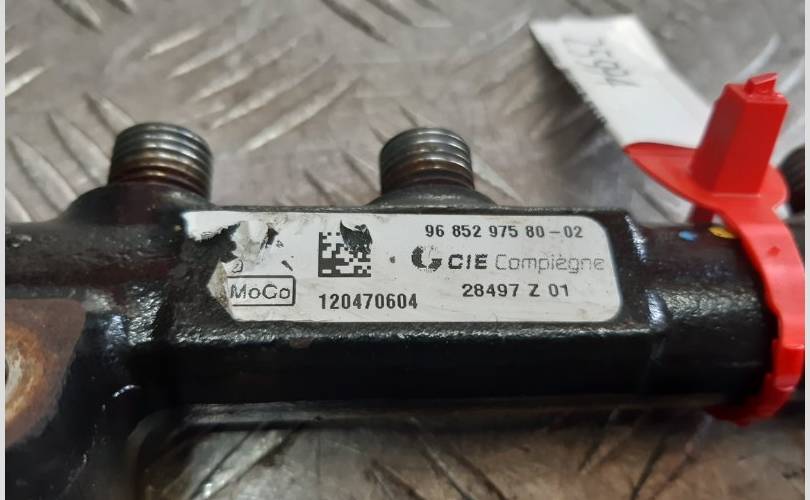 96 852 975 80-02
CIE Compiègne
MoCo
120470604
28497 Z 01